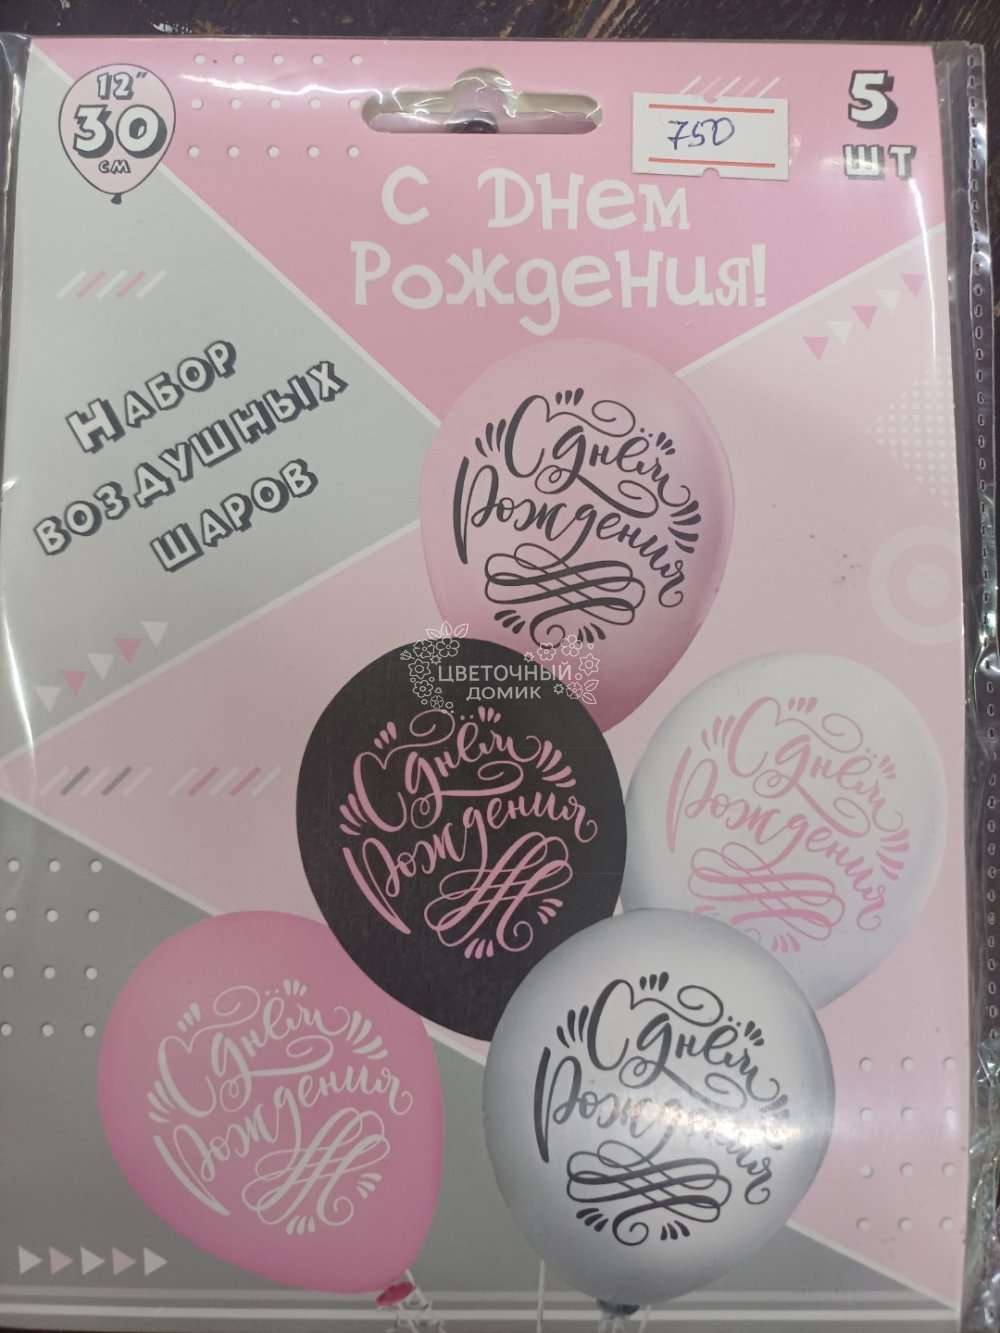 12"
30
см
750
5
шт
С Днем
Рождения!
Набор
воздушных
шаров
С днём
Рождения
ЦВЕТОЧНЫЙ
ДОМИК
С днём
Рождения
С днём
Рождения
С днём
Рождения
С днём
Рождения